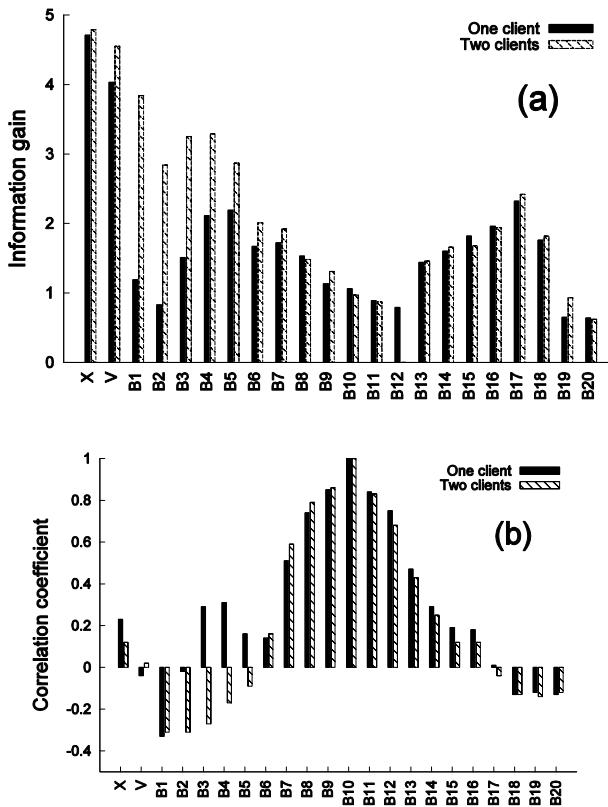 5
4
3
2
1
0
Information gain
One client
Two clients
(a)
X V B1 B2 B3 B4 B5 B6 B7 B8 B9 B10 B11 B12 B13 B14 B15 B16 B17 B18 B19 B20
1
0.8
0.6
0.4
0.2
0
-0.2
-0.4
Correlation coefficient
One client
Two clients
(b)
X V B1 B2 B3 B4 B5 B6 B7 B8 B9 B10 B11 B12 B13 B14 B15 B16 B17 B18 B19 B20